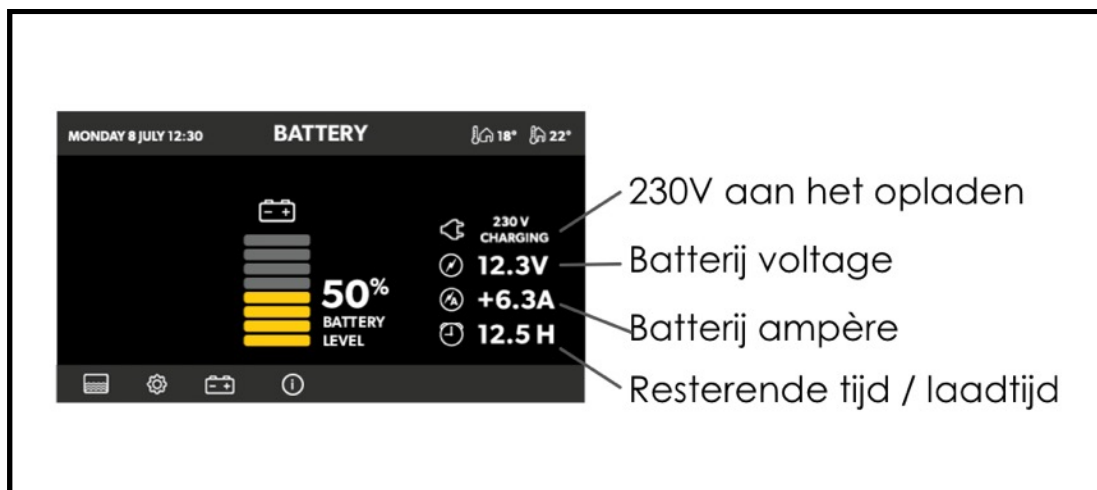 MONDAY 8 JULY 12:30 BATTERY 18° 22°
230 V
CHARGING
12.3V
+6.3A
12.5 H
50%
BATTERY
LEVEL
230V aan het opladen
Batterij voltage
Batterij ampère
Resterende tijd / laadtijd